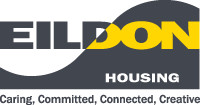 EILDON
HOUSING
Caring, Committed, Connected, Creative